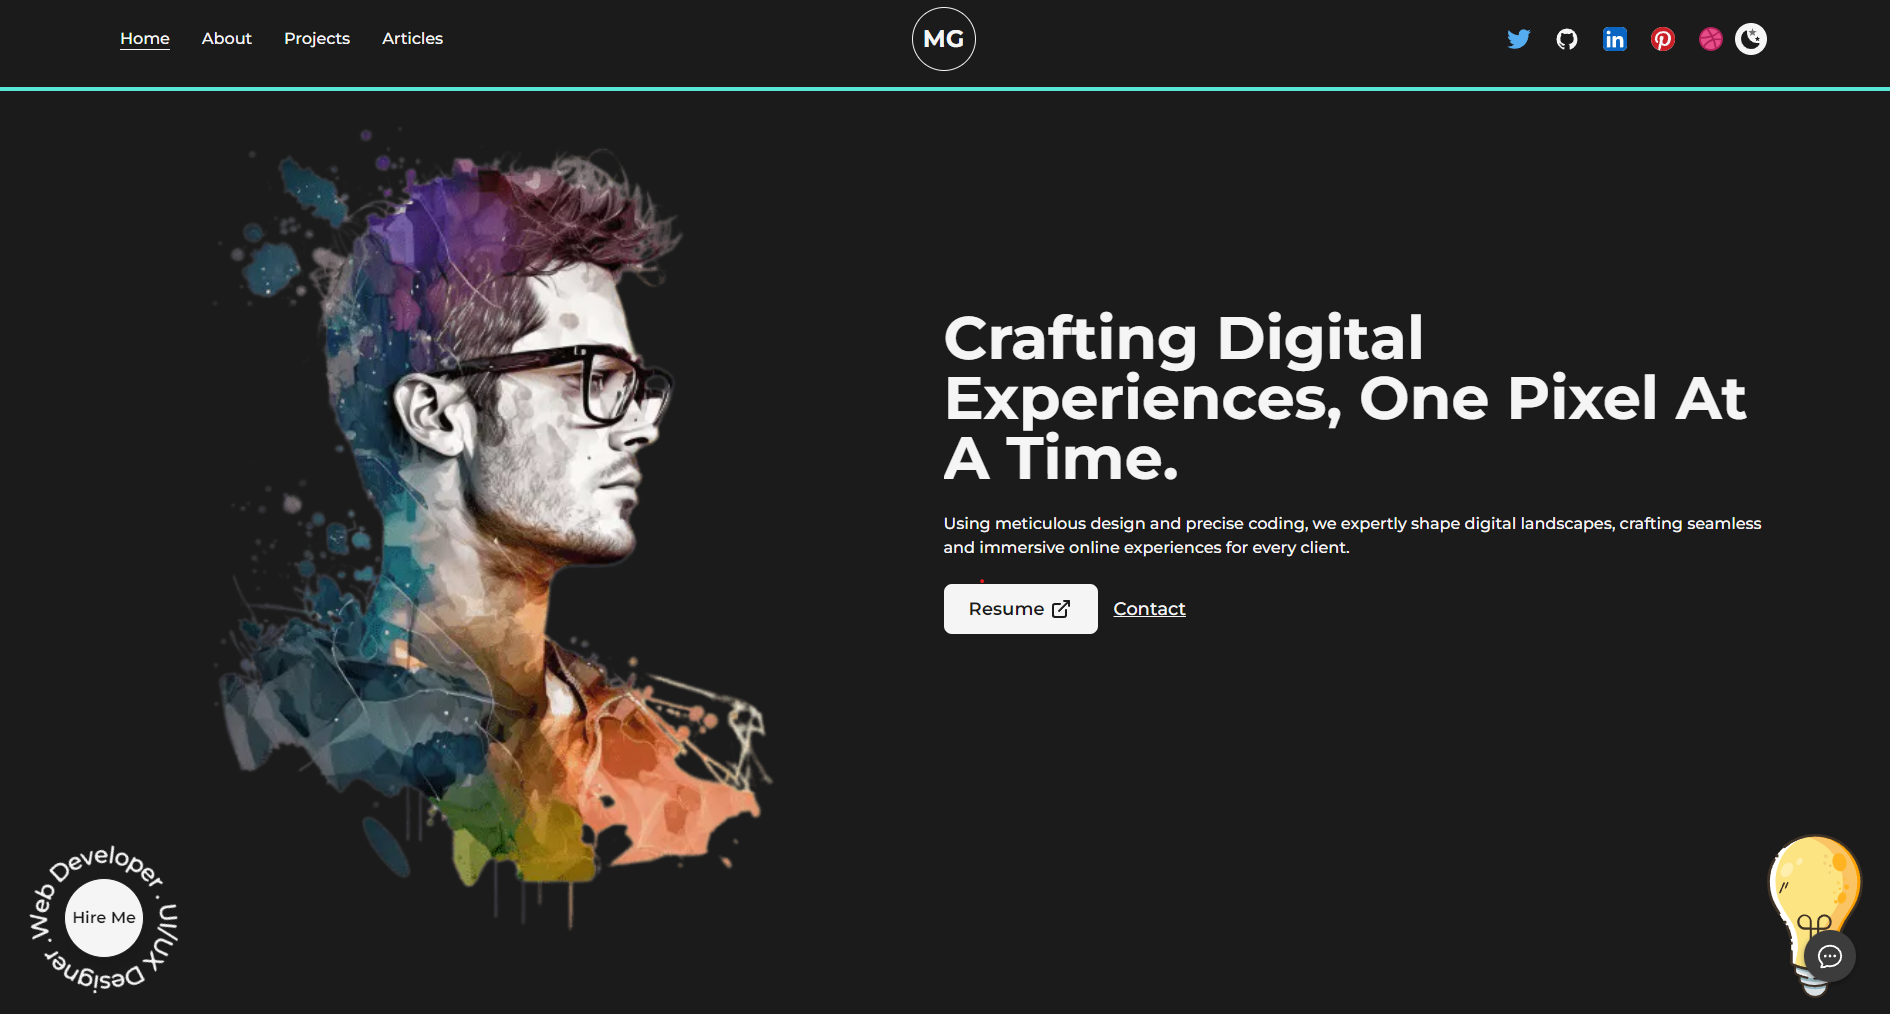 Home About Projects Articles
MG
Crafting Digital
Experiences, One Pixel At
A Time.
Using meticulous design and precise coding, we expertly shape digital landscapes, crafting seamless
and immersive online experiences for every client.
Resume Contact
Web Developer . UI/UX Designer .
Hire Me